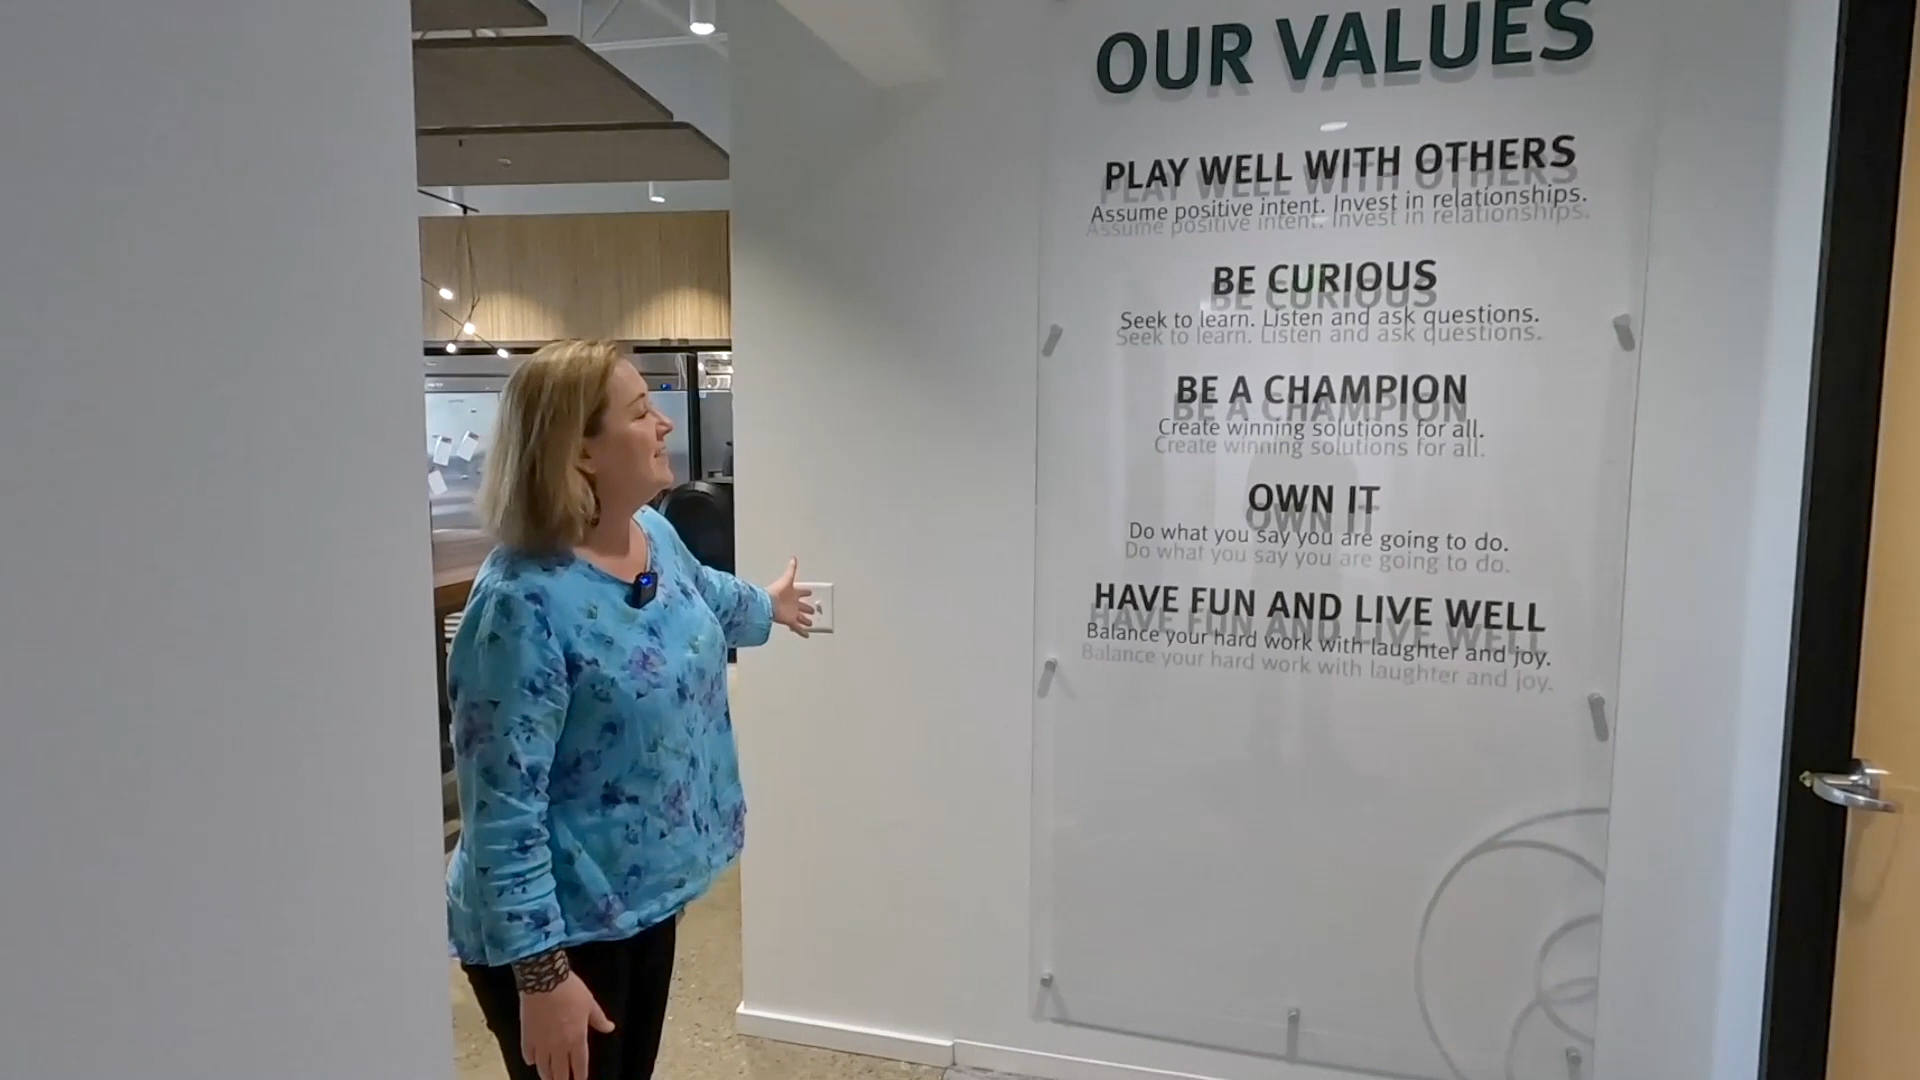 OUR VALUES
PLAY WELL WITH OTHERS
Assume positive intent. Invest in relationships.
BE CURIOUS
Seek to learn. Listen and ask questions.
BE A CHAMPION
Create winning solutions for all.
OWN IT
Do what you say you are going to do.
HAVE FUN AND LIVE WELL
Balance your hard work with laughter and joy.